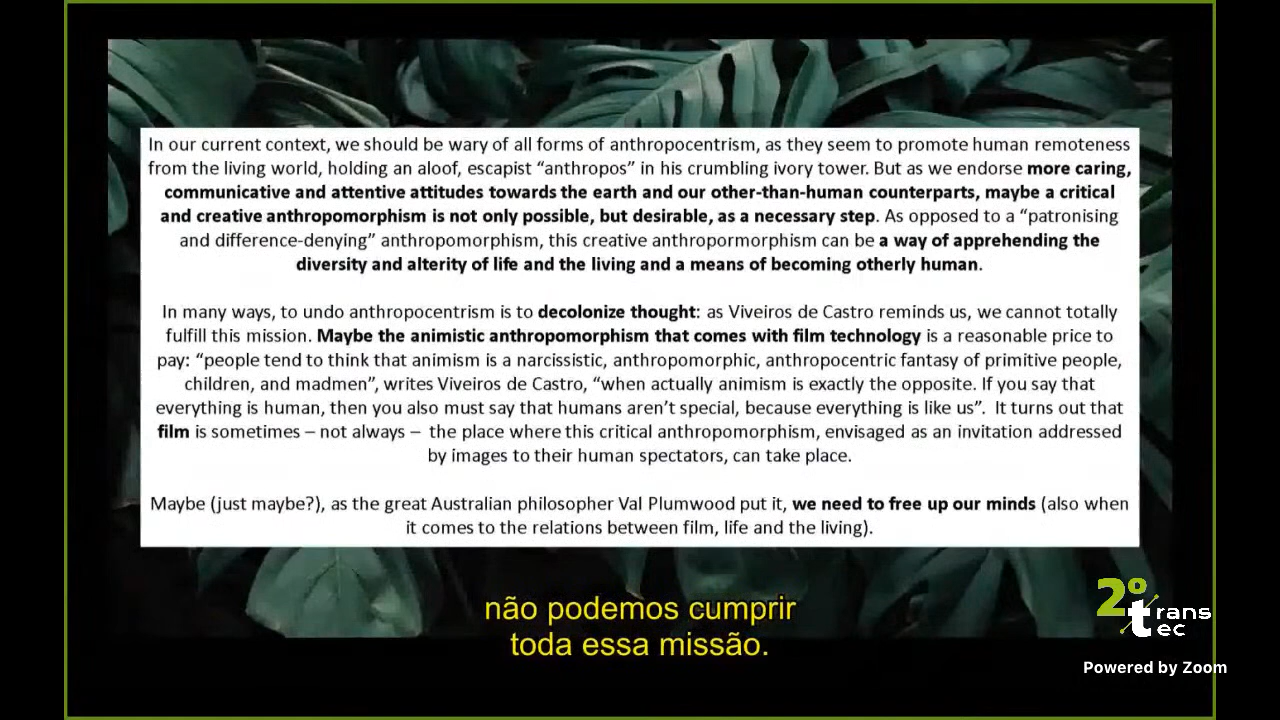 In our current context, we should be wary of all forms of anthropocentrism, as they seem to promote human remoteness
from the living world, holding an aloof, escapist “anthropos” in his crumbling ivory tower. But as we endorse more caring,
communicative and attentive attitudes towards the earth and our other-than-human counterparts, maybe a critical
and creative anthropomorphism is not only possible, but desirable, as a necessary step. As opposed to a “patronising
and difference-denying” anthropomorphism, this creative anthropormorphism can be a way of apprehending the
diversity and alterity of life and the living and a means of becoming otherly human.
In many ways, to undo anthropocentrism is to decolonize thought: as Viveiros de Castro reminds us, we cannot totally
fulfill this mission. Maybe the animistic anthropomorphism that comes with film technology is a reasonable price to
pay: “people tend to think that animism is a narcissistic, anthropomorphic, anthropocentric fantasy of primitive people,
children, and madmen”, writes Viveiros de Castro, “when actually animism is exactly the opposite. If you say that
everything is human, then you also must say that humans aren’t special, because everything is like us”. It turns out that
film is sometimes – not always – the place where this critical anthropomorphism, envisaged as an invitation addressed
by images to their human spectators, can take place.
Maybe (just maybe?), as the great Australian philosopher Val Plumwood put it, we need to free up our minds (also when
it comes to the relations between film, life and the living).
não podemos cumprir
toda essa missão.
2º
trans
tec
Powered by Zoom